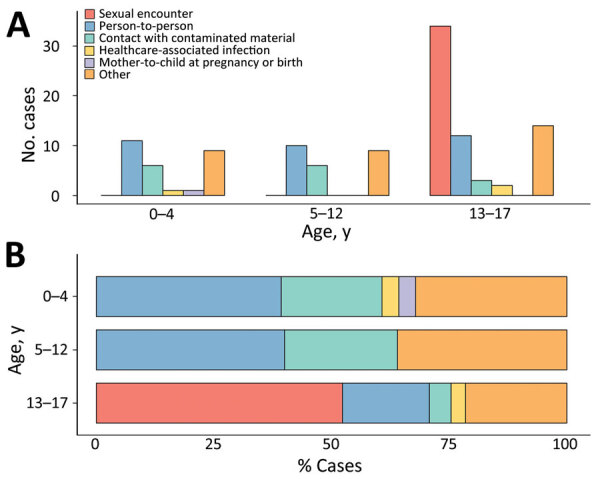 A
Sexual encounter
Person-to-person
Contact with contaminated material
Healthcare-associated infection
Mother-to-child at pregnancy or birth
Other
No. cases
30
20
10
0
0–4
5–12
13–17
Age, y
B
Age, y
0–4
5–12
13–17
0
25
50
75
100
% Cases